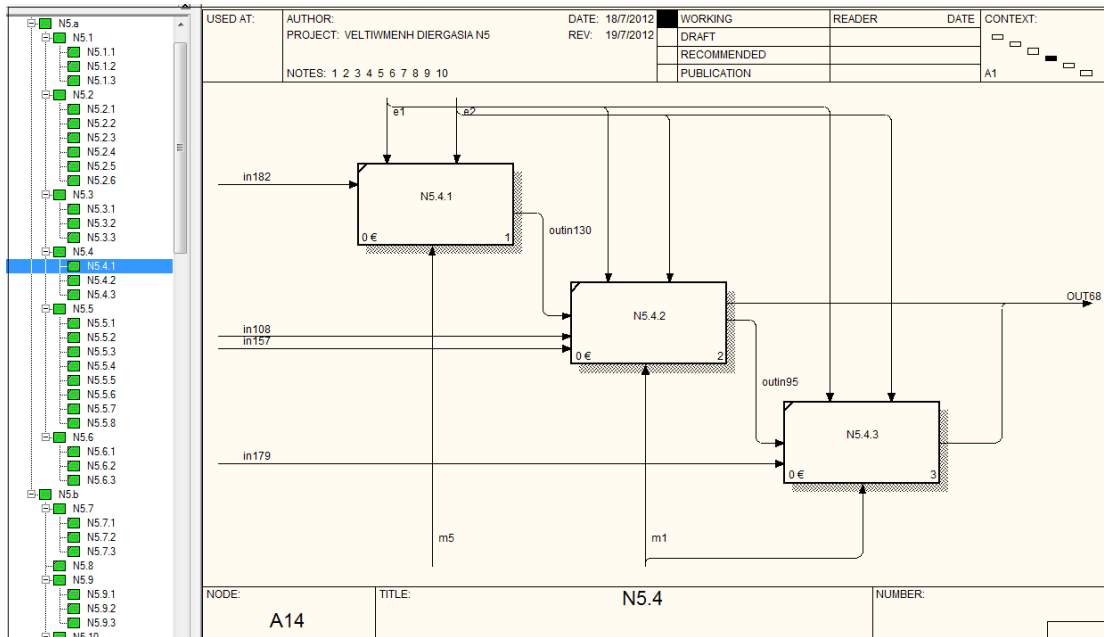 N5.a
N5.1
N5.1.1
N5.1.2
N5.1.3
N5.2
N5.2.1
N5.2.2
N5.2.3
N5.2.4
N5.2.5
N5.2.6
N5.3
N5.3.1
N5.3.2
N5.3.3
N5.4
N5.4.1
N5.4.2
N5.4.3
N5.5
N5.5.1
N5.5.2
N5.5.3
N5.5.4
N5.5.5
N5.5.6
N5.5.7
N5.5.8
N5.6
N5.6.1
N5.6.2
N5.6.3
N5.b
N5.7
N5.7.1
N5.7.2
N5.7.3
N5.8
N5.9
N5.9.1
N5.9.2
N5.9.3
N5.10
USED AT:
AUTHOR:
PROJECT: VELTIWMENH DIERGASIA N5
NOTES: 1 2 3 4 5 6 7 8 9 10
DATE: 18/7/2012
REV: 19/7/2012
WORKING
DRAFT
RECOMMENDED
PUBLICATION
READER DATE
CONTEXT:
A1
e1
e2
in182
N5.4.1
0 € 1
outin130
in108
in157
N5.4.2
0 € 2
OUT68
outin95
in179
N5.4.3
0 € 3
m5
m1
NODE:
A14
TITLE:
N5.4
NUMBER: